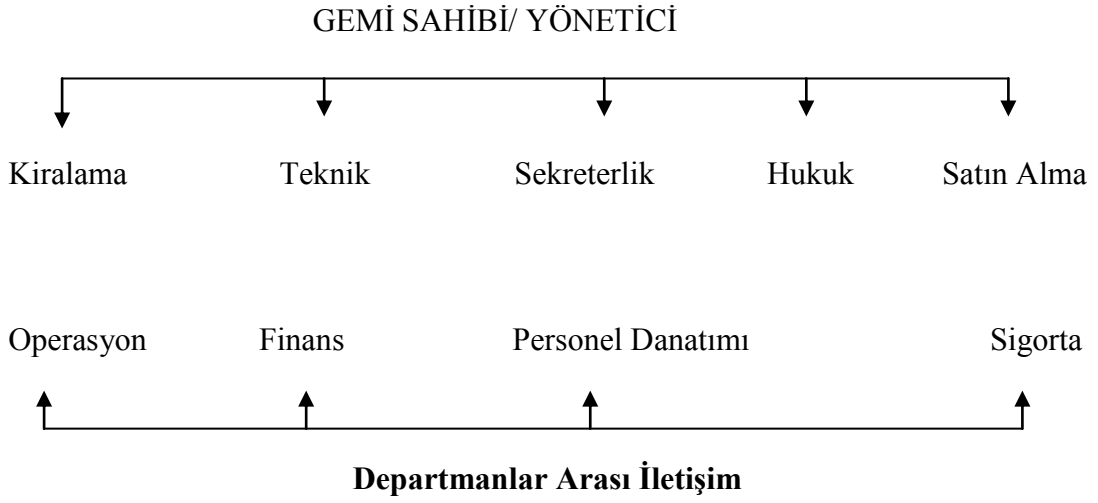 GEMİ SAHİBİ/ YÖNETİCİ
Kiralama Teknik Sekreterlik Hukuk Satın Alma
Operasyon Finans Personel Danatımı Sigorta
Departmanlar Arası İletişim